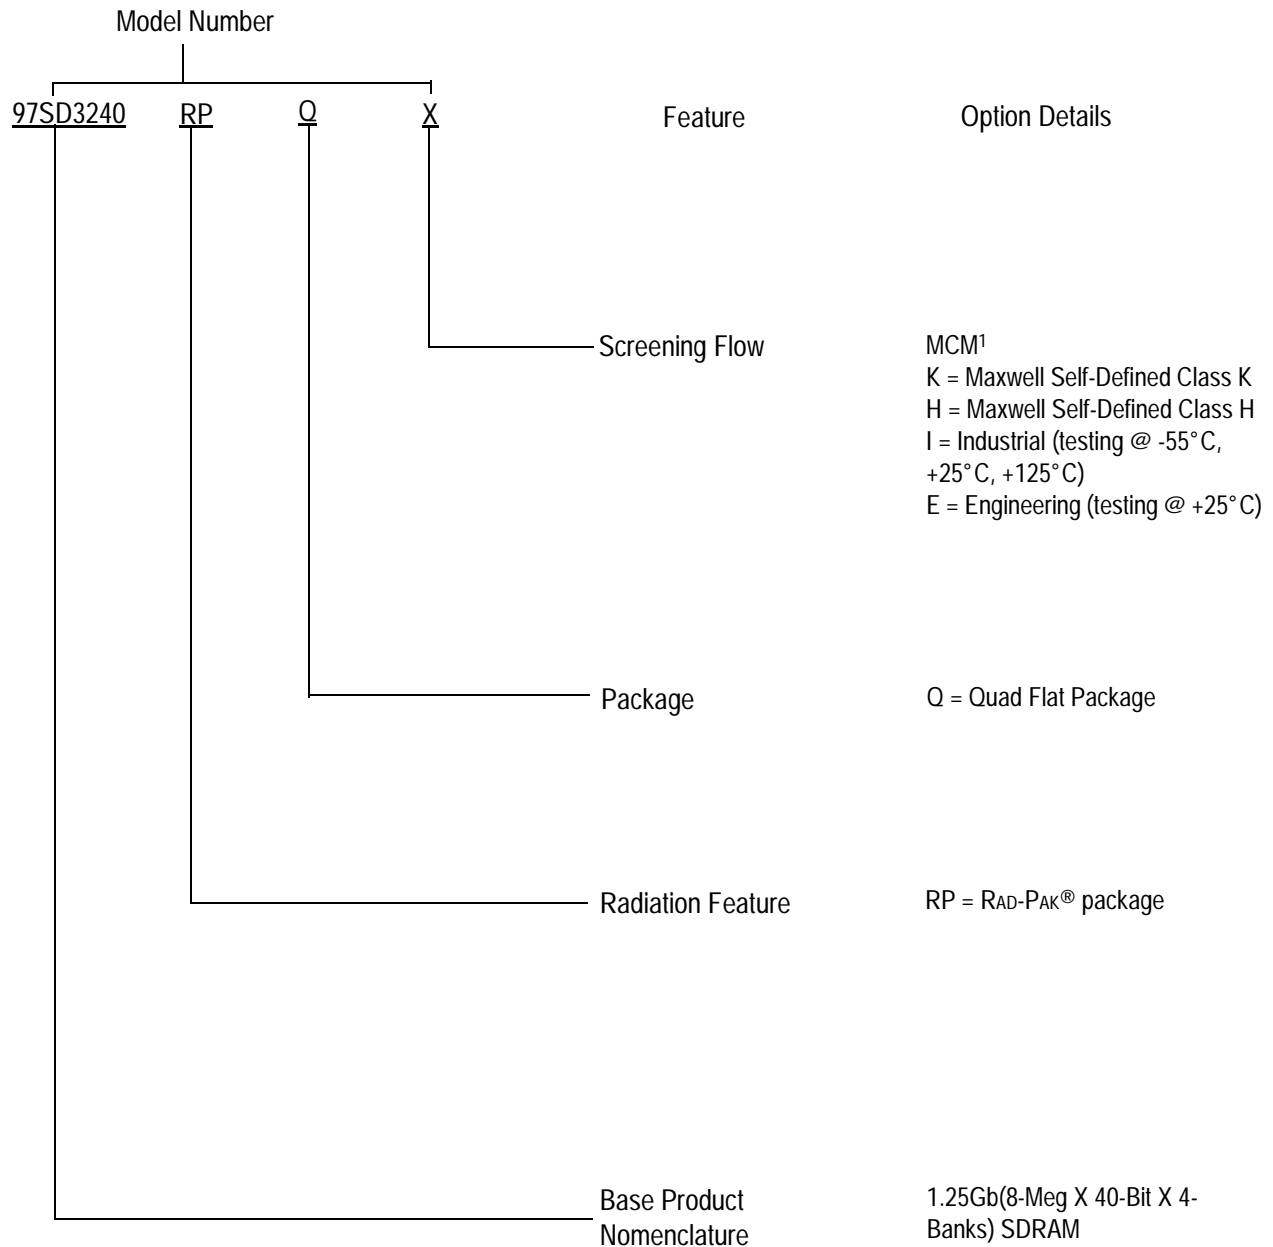 Model Number
97SD3240 RP Q X Feature Option Details
Screening Flow MCM1
K = Maxwell Self-Defined Class K
H = Maxwell Self-Defined Class H
I = Industrial (testing @ -55°C,
+25°C, +125°C)
E = Engineering (testing @ +25°C)
Package Q = Quad Flat Package
Radiation Feature RP = RAD-PAK® package
Base Product 1.25Gb(8-Meg X 40-Bit X 4-
Nomenclature Banks) SDRAM